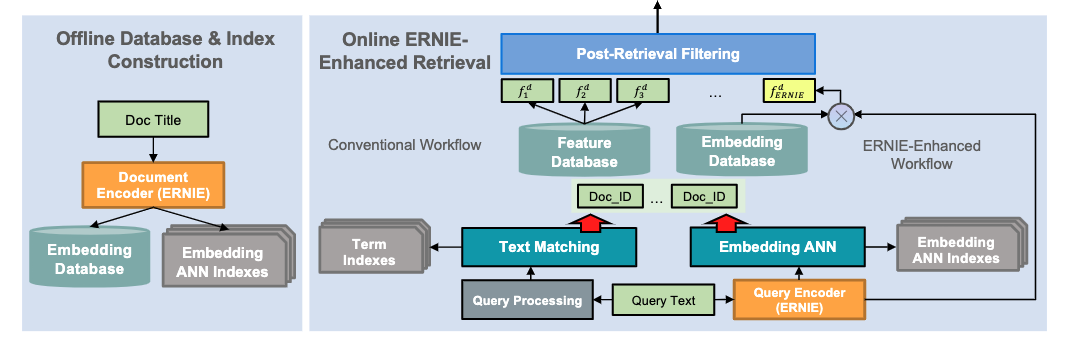 Offline Database & Index
Construction
Doc Title
Document
Encoder (ERNIE)
Embedding
Database
Embedding
ANN Indexes
Online ERNIE-
Enhanced Retrieval
Post-Retrieval Filtering
f_1^d
f_2^d
f_3^d
...
f_ERNIE^d
×
Conventional Workflow
Feature
Database
Embedding
Database
ERNIE-Enhanced
Workflow
Doc_ID
...
Doc_ID
Term
Indexes
Text Matching
Embedding ANN
Embedding
ANN Indexes
Query Processing
Query Text
Query Encoder
(ERNIE)